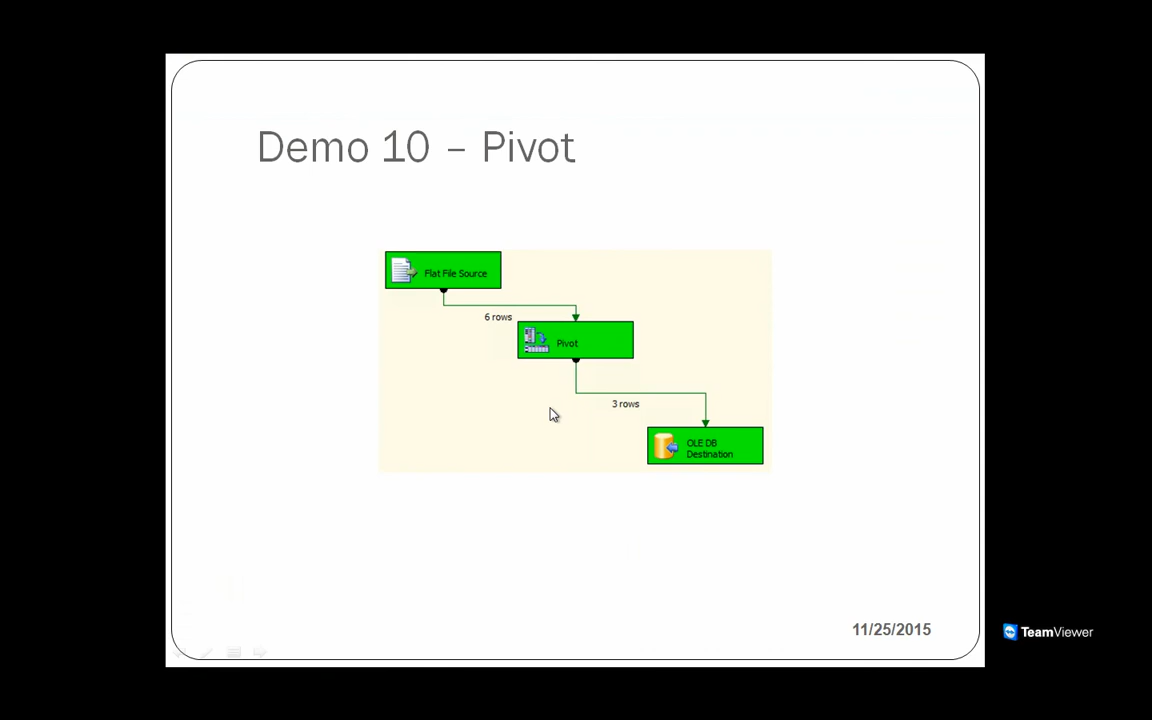 Demo 10 – Pivot
Flat File Source
6 rows
Pivot
3 rows
OLE DB
Destination
11/25/2015
TeamViewer